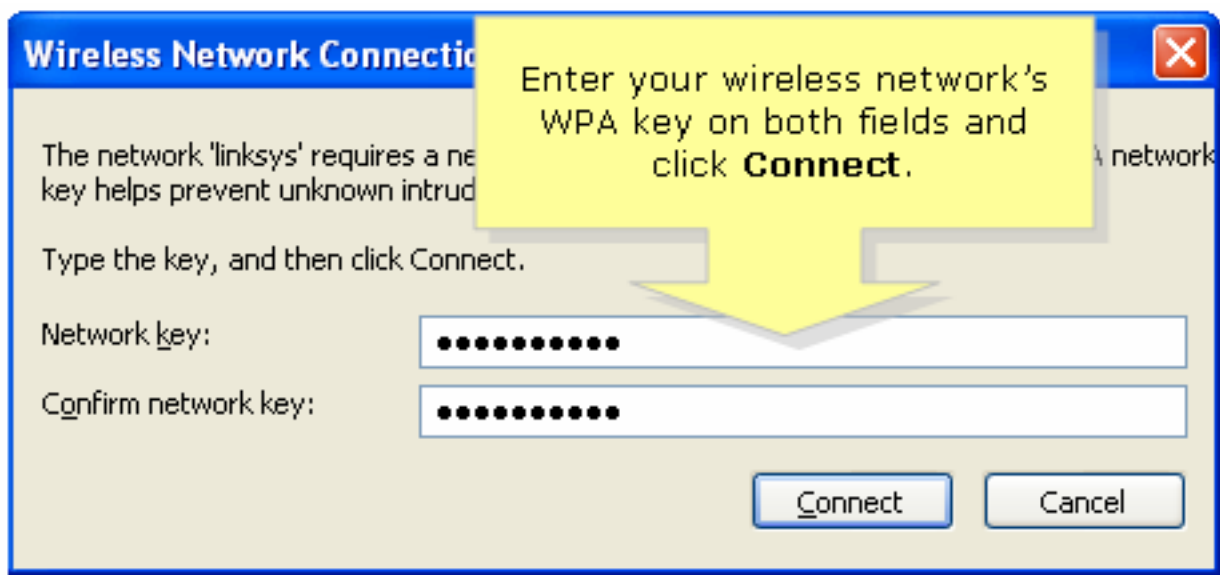 Wireless Network Connectio
Enter your wireless network's
WPA key on both fields and
click Connect.
The network 'linksys' requires a ne
network
key helps prevent unknown intrud
Type the key, and then click Connect.
Network key:
••••••••••
Confirm network key:
••••••••••
Connect
Cancel